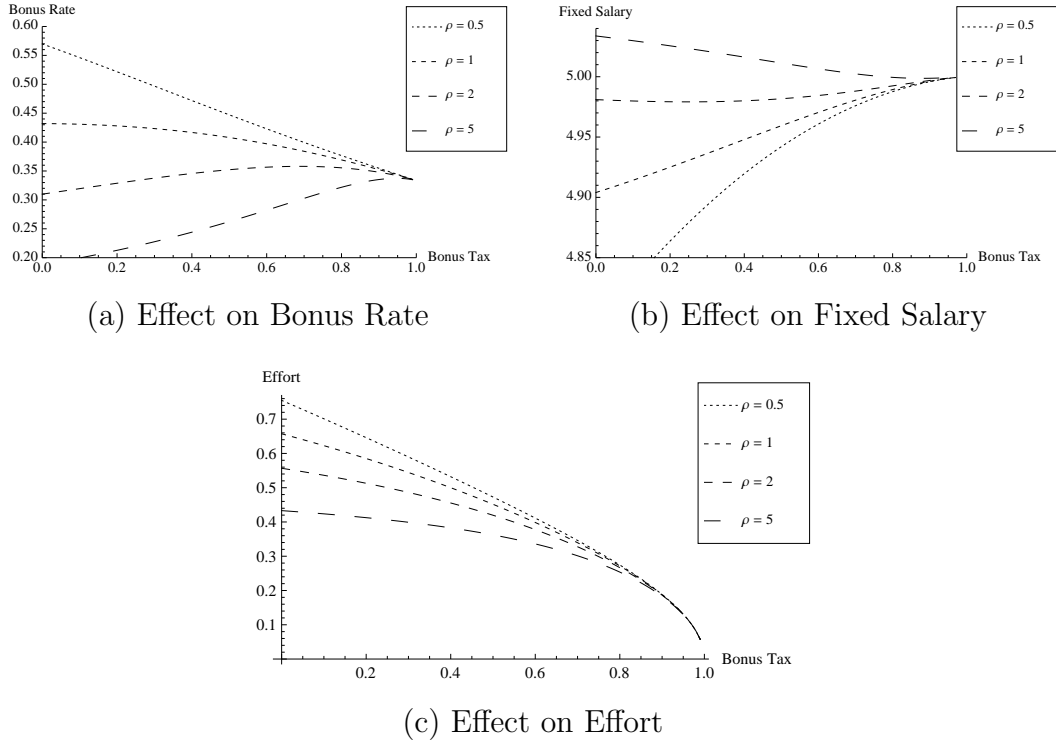 Bonus Rate
0.60
0.55
0.50
0.45
0.40
0.35
0.30
0.25
0.20
0.0 0.2 0.4 0.6 0.8 1.0
Bonus Tax
ρ = 0.5
ρ = 1
ρ = 2
ρ = 5
(a) Effect on Bonus Rate
Fixed Salary
5.00
4.95
4.90
4.85
0.0 0.2 0.4 0.6 0.8 1.0
Bonus Tax
ρ = 0.5
ρ = 1
ρ = 2
ρ = 5
(b) Effect on Fixed Salary
Effort
0.7
0.6
0.5
0.4
0.3
0.2
0.1
0.2 0.4 0.6 0.8 1.0
Bonus Tax
ρ = 0.5
ρ = 1
ρ = 2
ρ = 5
(c) Effect on Effort